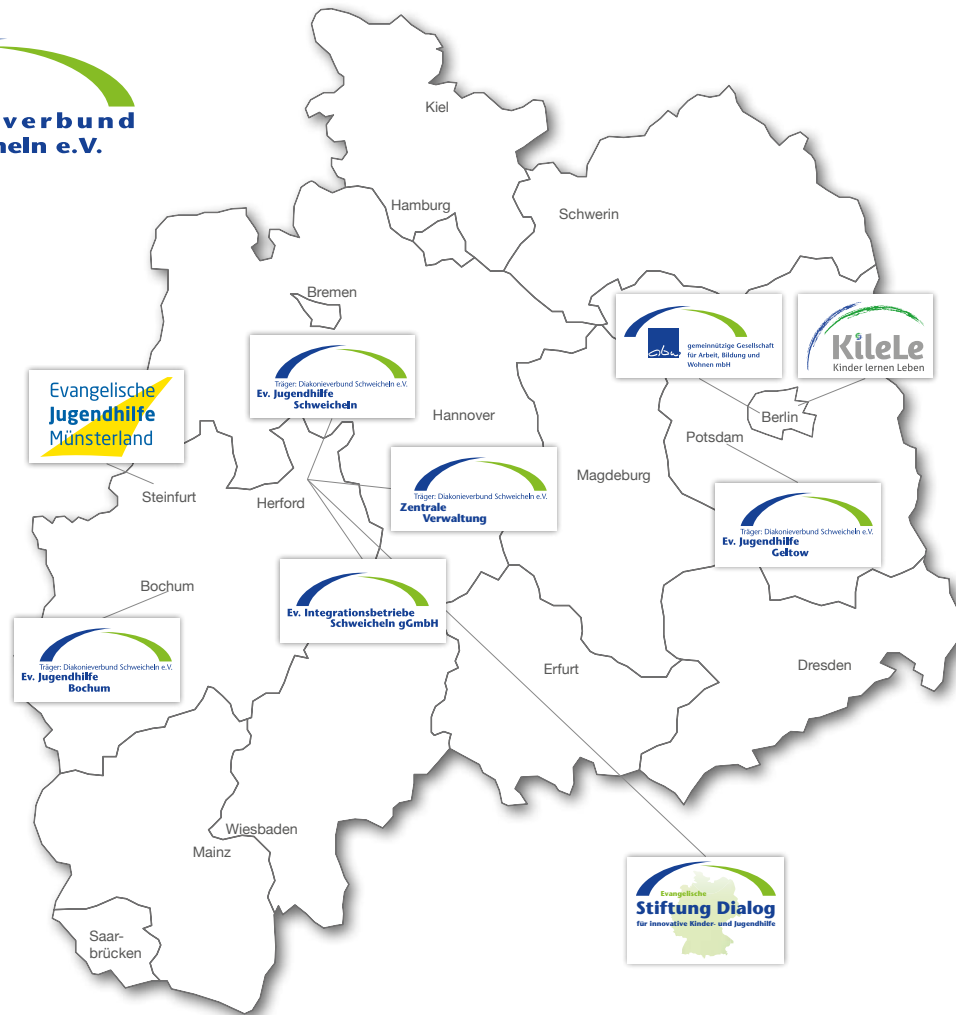 verbund
heln e.V.
Kiel
Hamburg
Schwerin
Bremen
gemeinnützige Gesellschaft
für Arbeit, Bildung und
Wohnen mbH
abw
KileLe
Kinder lernen Leben
Träger: Diakonieverbund Schweicheln e.V.
Ev. Jugendhilfe
Schweicheln
Evangelische
Jugendhilfe
Münsterland
Hannover
Berlin
Potsdam
Steinfurt
Herford
Träger: Diakonieverbund Schweicheln e.V.
Zentrale
Verwaltung
Magdeburg
Träger: Diakonieverbund Schweicheln e.V.
Ev. Jugendhilfe
Geltow
Bochum
Ev. Integrationsbetriebe
Schweicheln gGmbH
Träger: Diakonieverbund Schweicheln e.V.
Ev. Jugendhilfe
Bochum
Erfurt
Dresden
Wiesbaden
Mainz
Evangelische
Stiftung Dialog
für innovative Kinder- und Jugendhilfe
Saar-
brücken